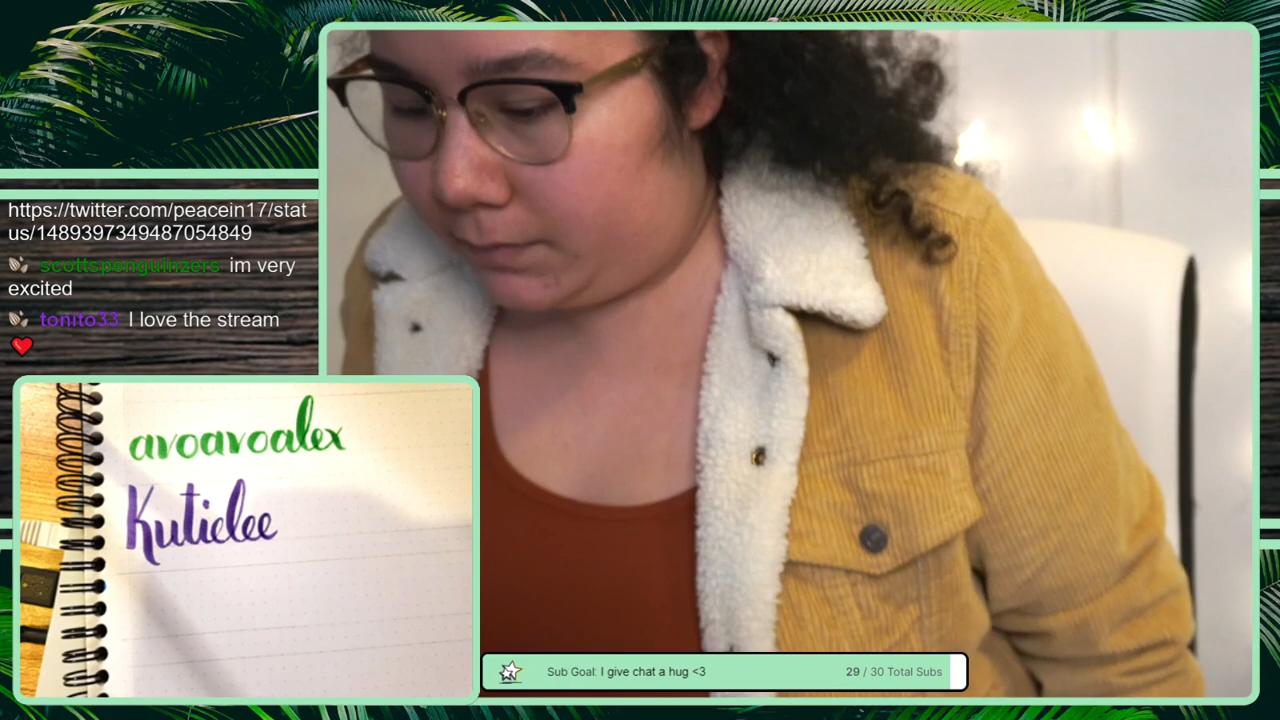 https://twitter.com/peacein17/stat
us/1489397349487054849
scottspenguinzers im very
excited
tonito33 I love the stream
avoavoalex
Kutielee
Sub Goal: I give chat a hug <3
29 / 30 Total Subs